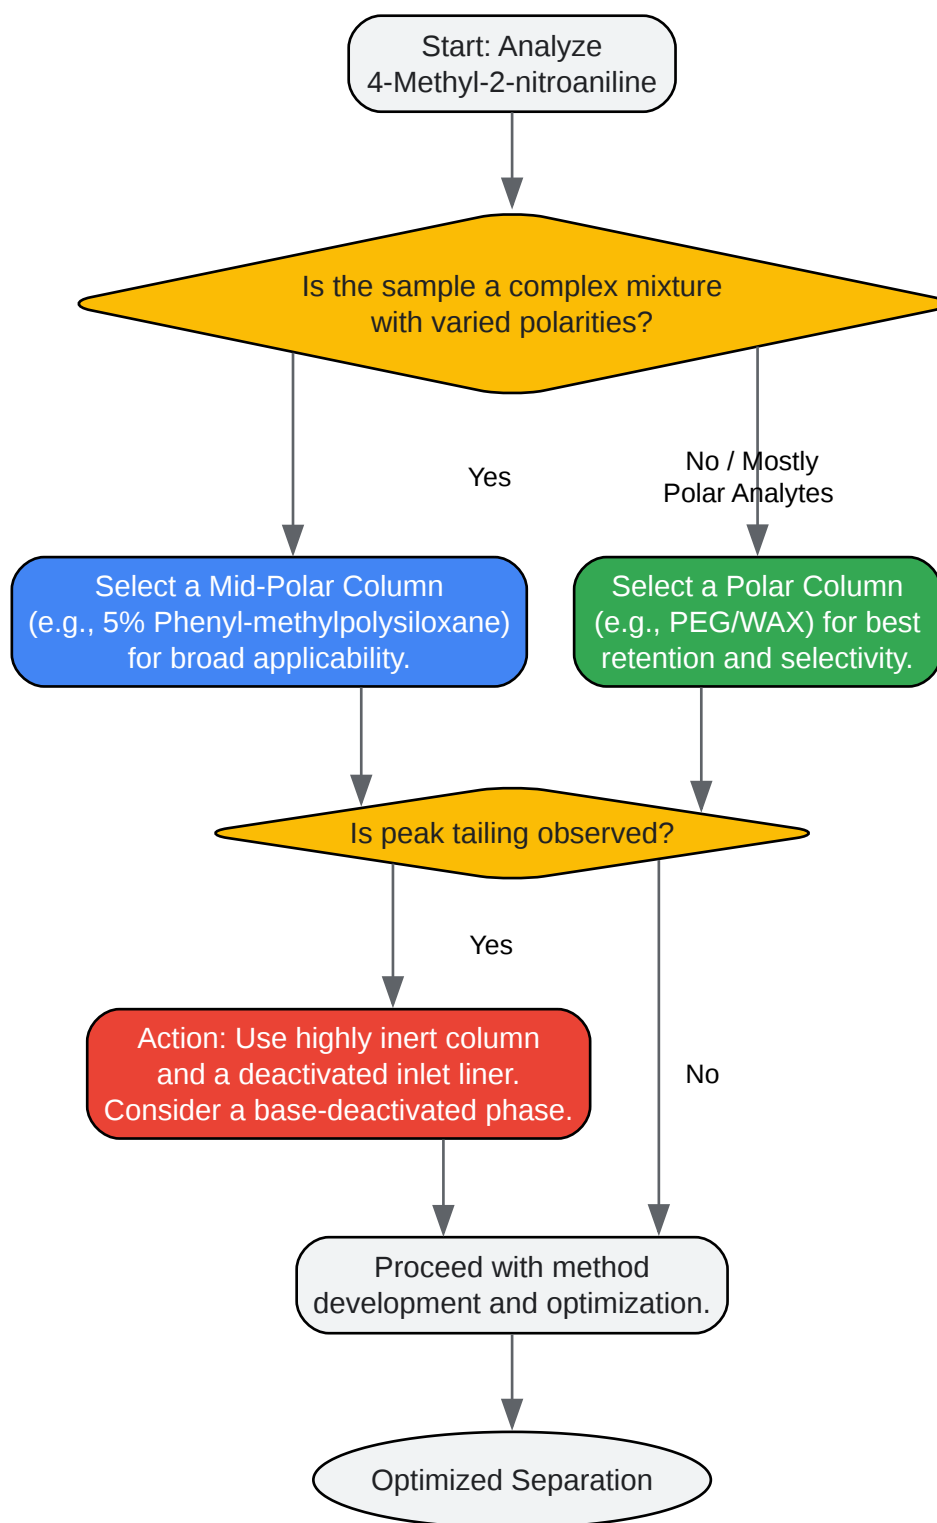 Start: Analyze
4-Methyl-2-nitroaniline
Is the sample a complex mixture
with varied polarities?
Yes
No / Mostly
Polar Analytes
Select a Mid-Polar Column
(e.g., 5% Phenyl-methylpolysiloxane)
for broad applicability.
Select a Polar Column
(e.g., PEG/WAX) for best
retention and selectivity.
Is peak tailing observed?
Yes
Action: Use highly inert column
and a deactivated inlet liner.
Consider a base-deactivated phase.
No
Proceed with method
development and optimization.
Optimized Separation